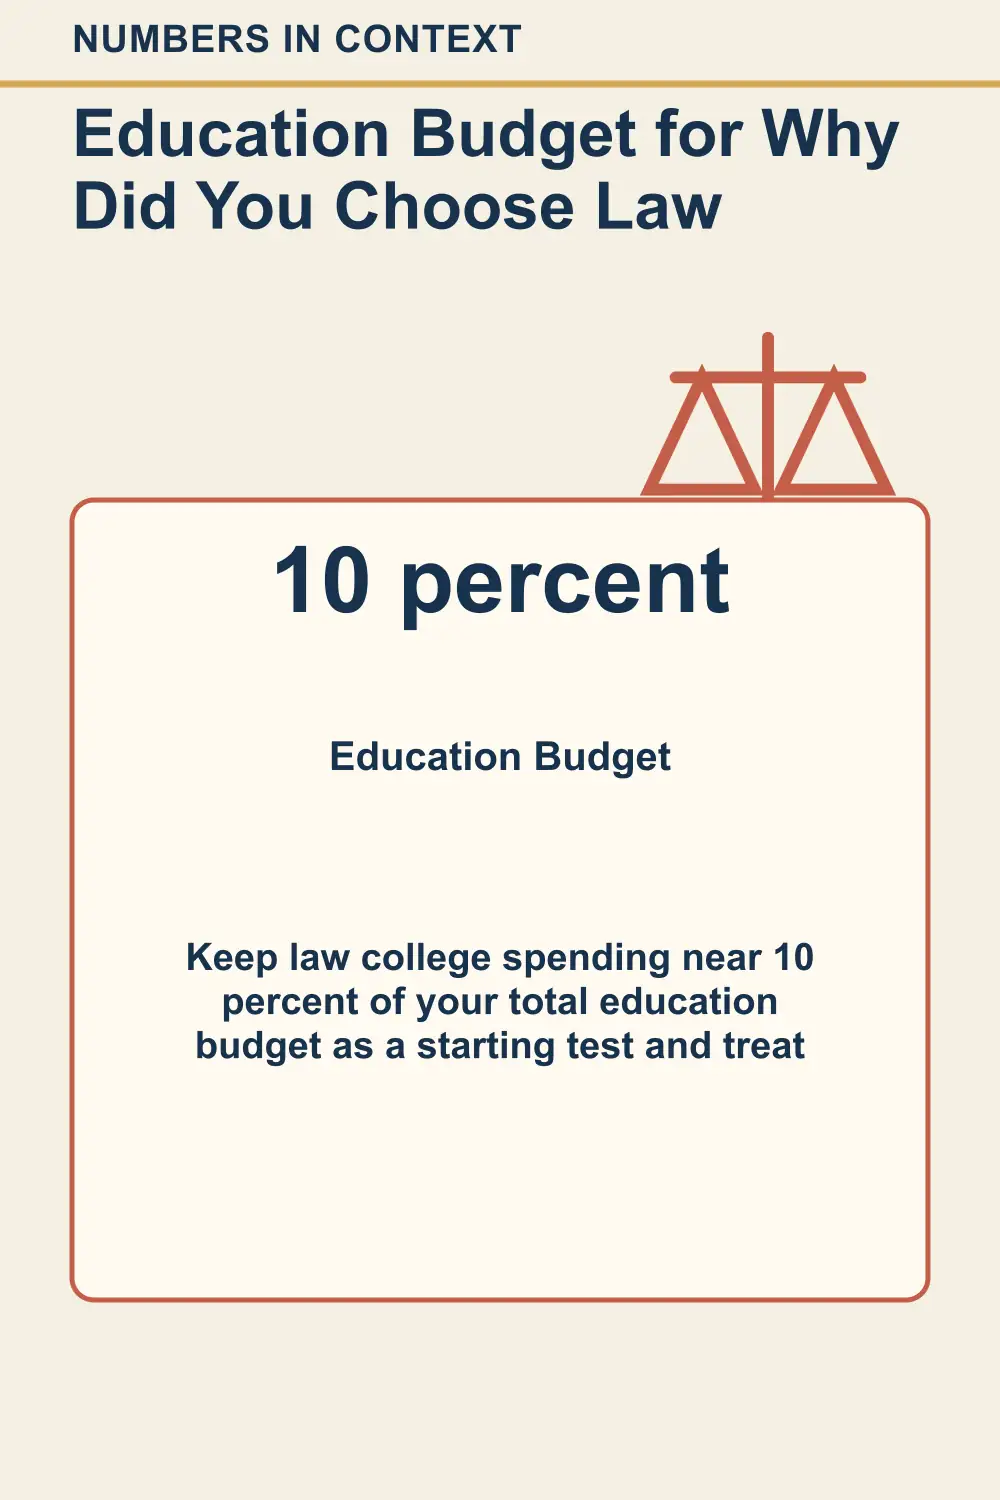 NUMBERS IN CONTEXT
Education Budget for Why
Did You Choose Law
10 percent
Education Budget
Keep law college spending near 10
percent of your total education
budget as a starting test and treat